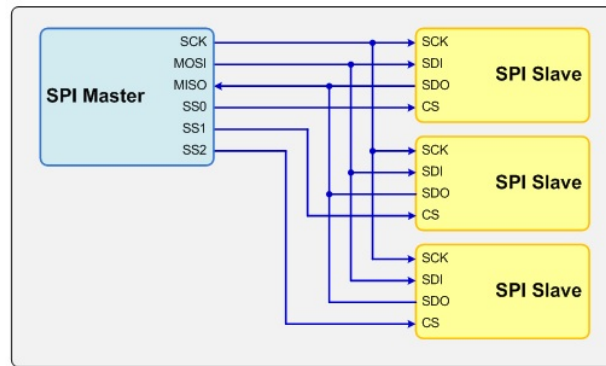 SPI Master
SCK
MOSI
MISO
SS0
SS1
SS2
SCK
SDI
SDO
CS
SPI Slave
SCK
SDI
SDO
CS
SPI Slave
SCK
SDI
SDO
CS
SPI Slave